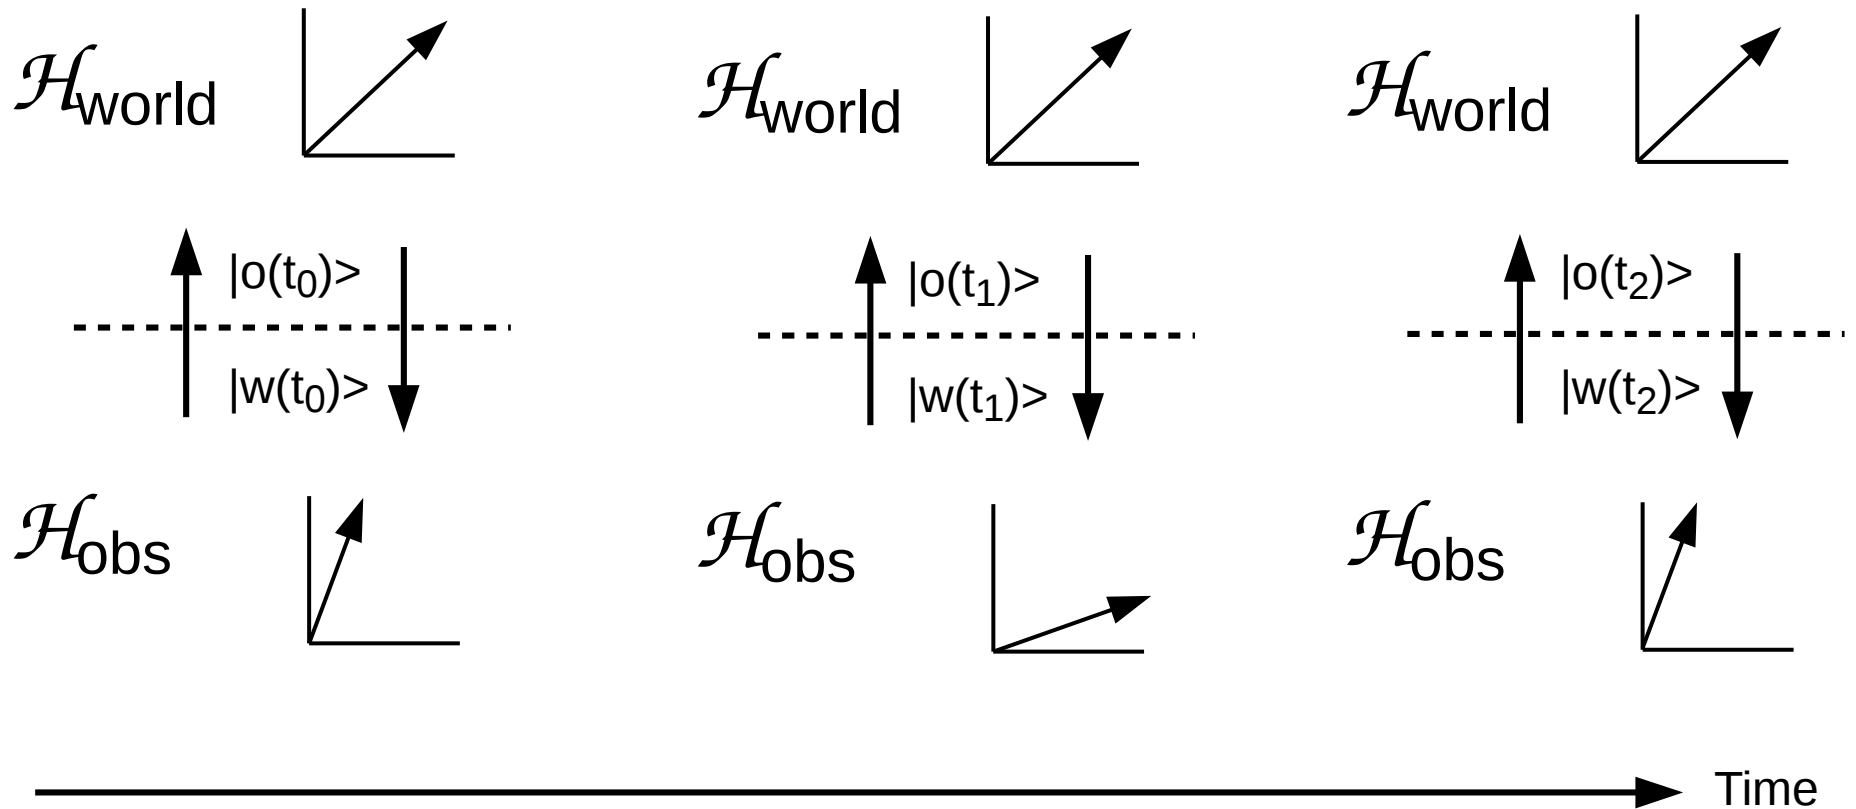 ℋworld ℋworld ℋworld
|o(t₀)> |o(t₁)> |o(t₂)>
|w(t₀)> |w(t₁)> |w(t₂)>
ℋobs ℋobs ℋobs
Time